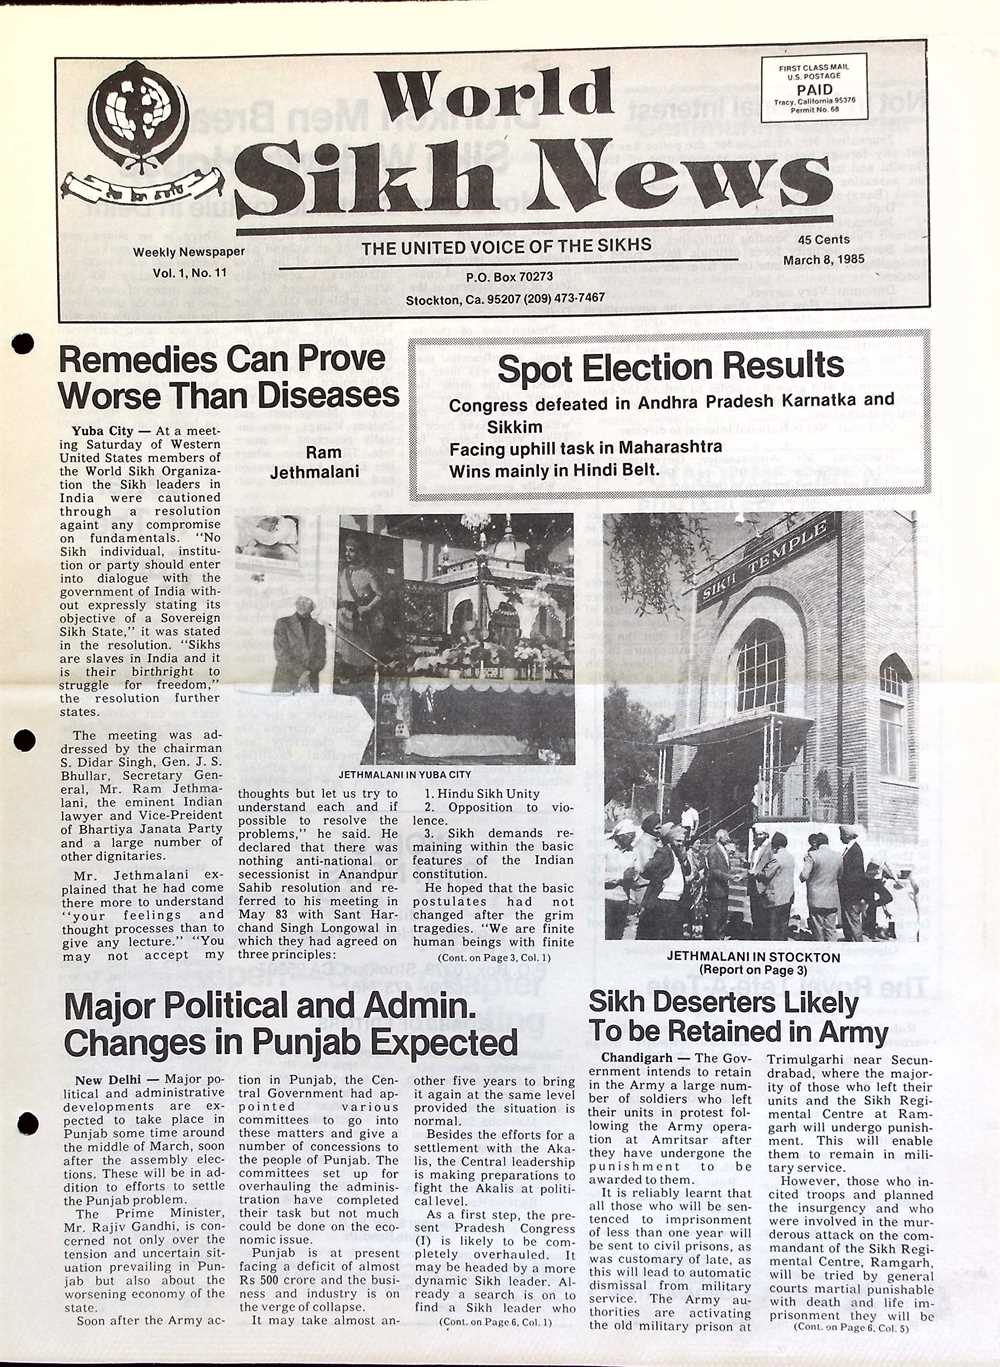 World
Sikh News
FIRST CLASS MAIL
U.S. POSTAGE
PAID
Tracy, California 95376
Permit No. 68
Weekly Newspaper
Vol. 1, No. 11
THE UNITED VOICE OF THE SIKHS
P.O. Box 70273
Stockton, Ca. 95207 (209) 473-7467
45 Cents
March 8, 1985
Remedies Can Prove
Worse Than Diseases
Yuba City — At a meet-
ing Saturday of Western
United States members of
the World Sikh Organiza-
tion the Sikh leaders in
India were cautioned
through a resolution
againt any compromise
on fundamentals. "No
Sikh individual, institu-
tion or party should enter
into dialogue with the
government of India with-
out expressly stating its
objective of a Sovereign
Sikh State," it was stated
in the resolution. "Sikhs
are slaves in India and it
is their birthright to
struggle for freedom,"
the resolution further
states.
The meeting was ad-
dressed by the chairman
S. Didar Singh, Gen. J. S.
Bhullar, Secretary Gen-
eral, Mr. Ram Jethma-
lani, the eminent Indian
lawyer and Vice-Preident
of Bhartiya Janata Party
and a large number of
other dignitaries.
Mr. Jethmalani ex-
plained that he had come
there more to understand
"your feelings and
thought processes than to
give any lecture." "You
may not accept my
Ram
Jethmalani
JETHMALANI IN YUBA CITY
thoughts but let us try to
understand each and if
possible to resolve the
problems," he said. He
declared that there was
nothing anti-national or
secessionist in Anandpur
Sahib resolution and re-
ferred to his meeting in
May 83 with Sant Har-
chand Singh Longowal in
which they had agreed on
three principles:
1. Hindu Sikh Unity
2. Opposition to vio-
lence.
3. Sikh demands re-
maining within the basic
features of the Indian
constitution.
He hoped that the basic
postulates had not
changed after the grim
tragedies. "We are finite
human beings with finite
(Cont. on Page 3, Col. 1)
Spot Election Results
Congress defeated in Andhra Pradesh Karnatka and
Sikkim
Facing uphill task in Maharashtra
Wins mainly in Hindi Belt.
SIKH TEMPLE
JETHMALANI IN STOCKTON
(Report on Page 3)
Major Political and Admin.
Changes in Punjab Expected
New Delhi — Major po-
litical and administrative
developments are ex-
pected to take place in
Punjab some time around
the middle of March, soon
after the assembly elec-
tions. These will be in ad-
dition to efforts to settle
the Punjab problem.
The Prime Minister,
Mr. Rajiv Gandhi, is con-
cerned not only over the
tension and uncertain sit-
uation prevailing in Pun-
jab but also about the
worsening economy of the
state.
Soon after the Army ac-
tion in Punjab, the Cen-
tral Government had ap-
pointed various
committees to go into
these matters and give a
number of concessions to
the people of Punjab. The
committees set up for
overhauling the adminis-
tration have completed
their task but not much
could be done on the eco-
nomic issue.
Punjab is at present
facing a deficit of almost
Rs 500 crore and the busi-
ness and industry is on
the verge of collapse.
It may take almost an-
other five years to bring
it again at the same level
provided the situation is
normal.
Besides the efforts for a
settlement with the Aka-
lis, the Central leadership
is making preparations to
fight the Akalis at politi-
cal level.
As a first step, the pre-
sent Pradesh Congress
(I) is likely to be com-
pletely overhauled. It
may be headed by a more
dynamic Sikh leader. Al-
ready a search is on to
find a Sikh leader who
(Cont. on Page 6, Col. 1)
Sikh Deserters Likely
To be Retained in Army
Chandigarh — The Gov-
ernment intends to retain
in the Army a large num-
ber of soldiers who left
their units in protest fol-
lowing the Army opera-
tion at Amritsar after
they have undergone the
punishment to be
awarded to them.
It is reliably learnt that
all those who will be sen-
tenced to imprisonment
of less than one year will
be sent to civil prisons, as
was customary of late, as
this will lead to automatic
dismissal from military
service. The Army au-
thorities are activating
the old military prison at
Trimulgarhi near Secun-
drabad, where the major-
ity of those who left their
units and the Sikh Regi-
mental Centre at Ram-
garh will undergo punish-
ment. This will enable
them to remain in mili-
tary service.
However, those who in-
cited troops and planned
the insurgency and who
were involved in the mur-
derous attack on the com-
mandant of the Sikh Regi-
mental Centre, Ramgarh,
will be tried by general
courts martial punishable
with death and life im-
prisonment they will be
(Cont. on Page 6, Col. 5)